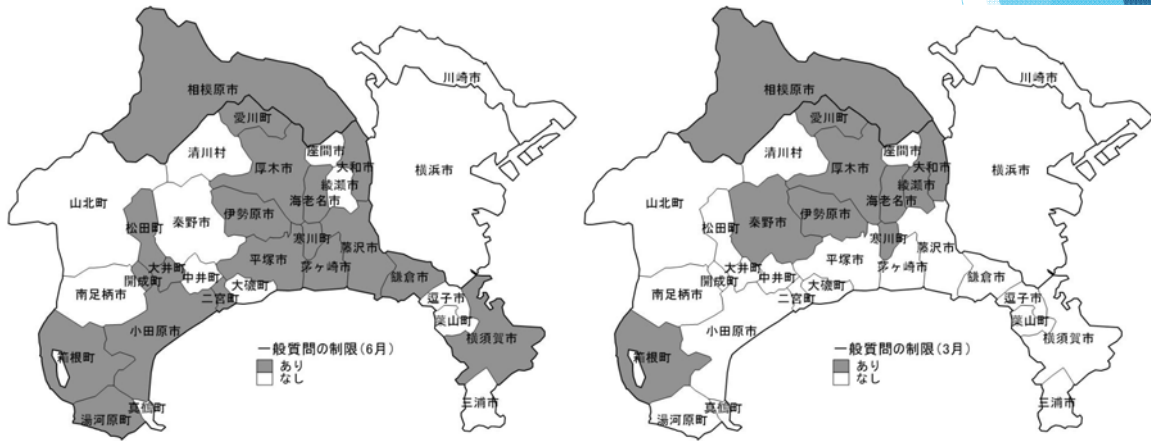 川崎市
相模原市
愛川町
清川村
座間市
厚木市
大和市
横浜市
綾瀬市
海老名市
山北町
伊勢原市
秦野市
松田町
寒川町
藤沢市
平塚市
茅ヶ崎市
大井町
中井町
開成町
鎌倉市
大磯町
南足柄市
二宮町
逗子市
葉山町
小田原市
横須賀市
一般質問の制限(6月)
あり
なし
箱根町
三浦市
真鶴町
湯河原町
川崎市
相模原市
愛川町
清川村
座間市
厚木市
大和市
横浜市
綾瀬市
海老名市
山北町
伊勢原市
秦野市
松田町
寒川町
藤沢市
平塚市
茅ヶ崎市
大井町
中井町
開成町
鎌倉市
大磯町
南足柄市
二宮町
逗子市
葉山町
小田原市
横須賀市
一般質問の制限(3月)
あり
なし
箱根町
三浦市
真鶴町
湯河原町